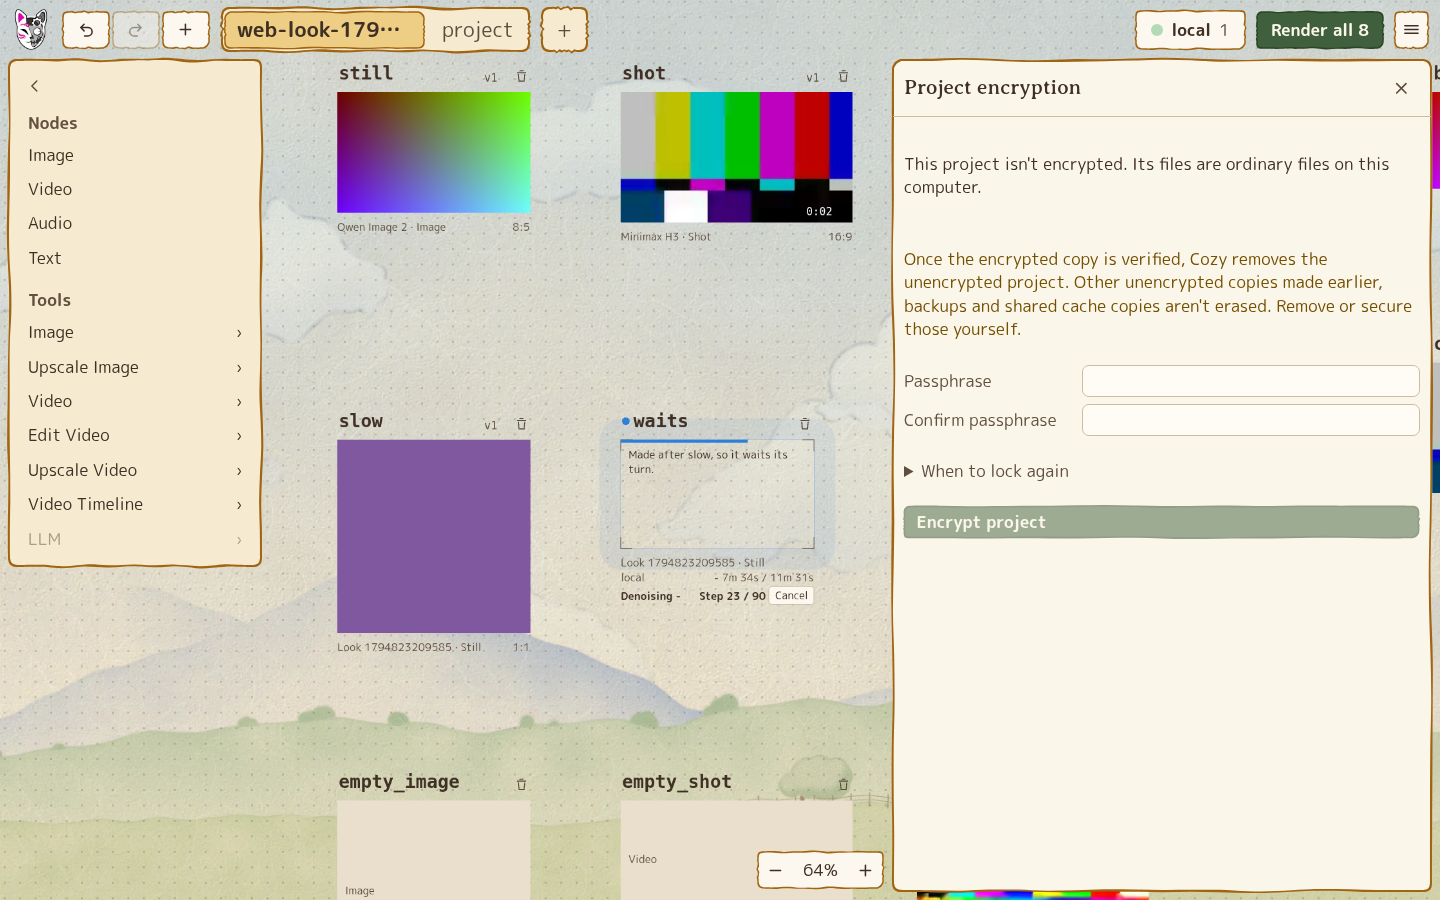 web-look-179···
project
+
local 1
Render all 8
Nodes
Image
Video
Audio
Text
Tools
Image
Upscale Image
Video
Edit Video
Upscale Video
Video Timeline
LLM
still v1
Qwen Image 2 · Image 8:5
shot v1
0:02
Minimax H3 · Shot 16:9
slow v1
Look 1794823209585 · Still 1:1
waits
Made after slow, so it waits its
turn.
Look 1794823209585 · Still
local - 7m 34s / 11m 31s
Denoising - Step 23 / 90 Cancel
empty_image
Image
empty_shot
Video
− 64% +
Project encryption
This project isn't encrypted. Its files are ordinary files on this
computer.
Once the encrypted copy is verified, Cozy removes the
unencrypted project. Other unencrypted copies made earlier,
backups and shared cache copies aren't erased. Remove or secure
those yourself.
Passphrase
Confirm passphrase
When to lock again
Encrypt project